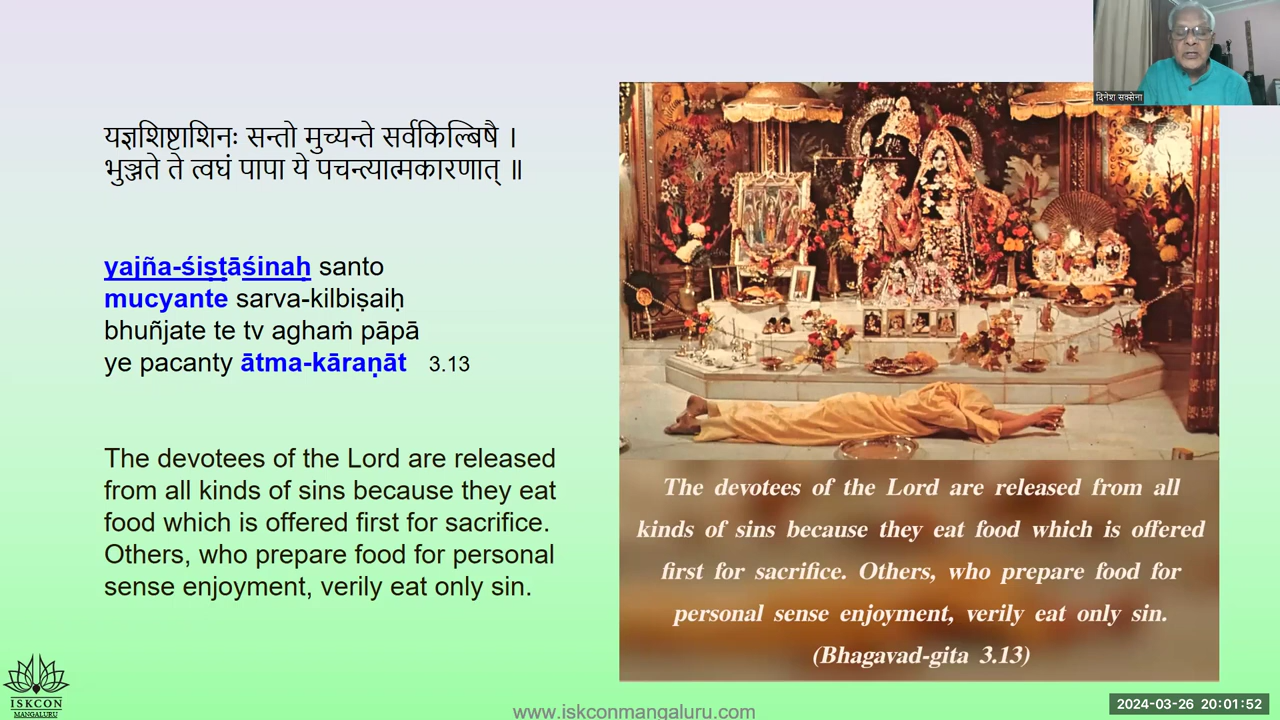 दिनेश सक्सेना
यज्ञशिष्टाशिनः सन्तो मुच्यन्ते सर्वकिल्बिषै ।
भुञ्जते ते त्वघं पापा ये पचन्त्यात्मकारणात् ॥
yajña-śiṣṭāśinaḥ santo
mucyante sarva-kilbiṣaiḥ
bhuñjate te tv aghaṁ pāpā
ye pacanty ātma-kāraṇāt 3.13
The devotees of the Lord are released
from all kinds of sins because they eat
food which is offered first for sacrifice.
Others, who prepare food for personal
sense enjoyment, verily eat only sin.
The devotees of the Lord are released from all
kinds of sins because they eat food which is offered
first for sacrifice. Others, who prepare food for
personal sense enjoyment, verily eat only sin.
(Bhagavad-gita 3.13)
ISKCON
MANGALURU
www.iskconmangaluru.com
2024-03-26 20:01:52